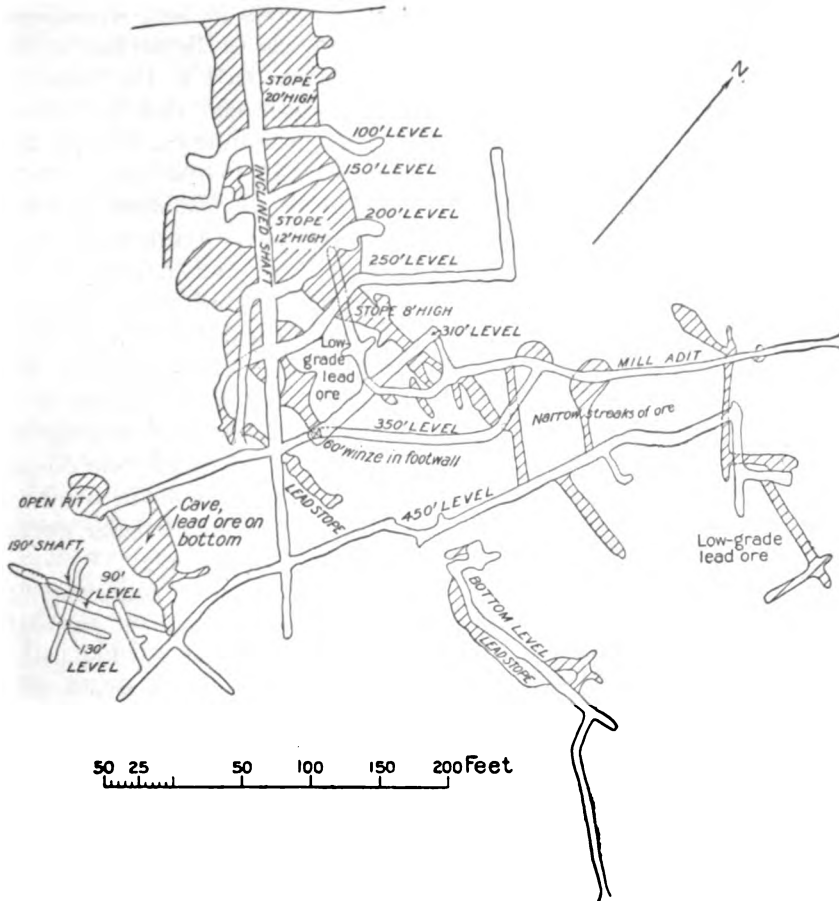 N.
STOPE
20' HIGH
100' LEVEL
150' LEVEL
INCLINED SHAFT
200' LEVEL
STOPE
12' HIGH
250' LEVEL
STOPE 8' HIGH
310' LEVEL
Low-
grade
lead
ore
MILL ADIT
Narrow streaks of ore
350' LEVEL
60' winze in footwall
LEAD STOPE
450' LEVEL
OPEN PIT
Cave,
lead ore on
bottom
Low-grade
lead ore
190' SHAFT
90'
LEVEL
130'
LEVEL
BOTTOM LEVEL
LEAD STOPE
50 25 50 100 150 200 Feet